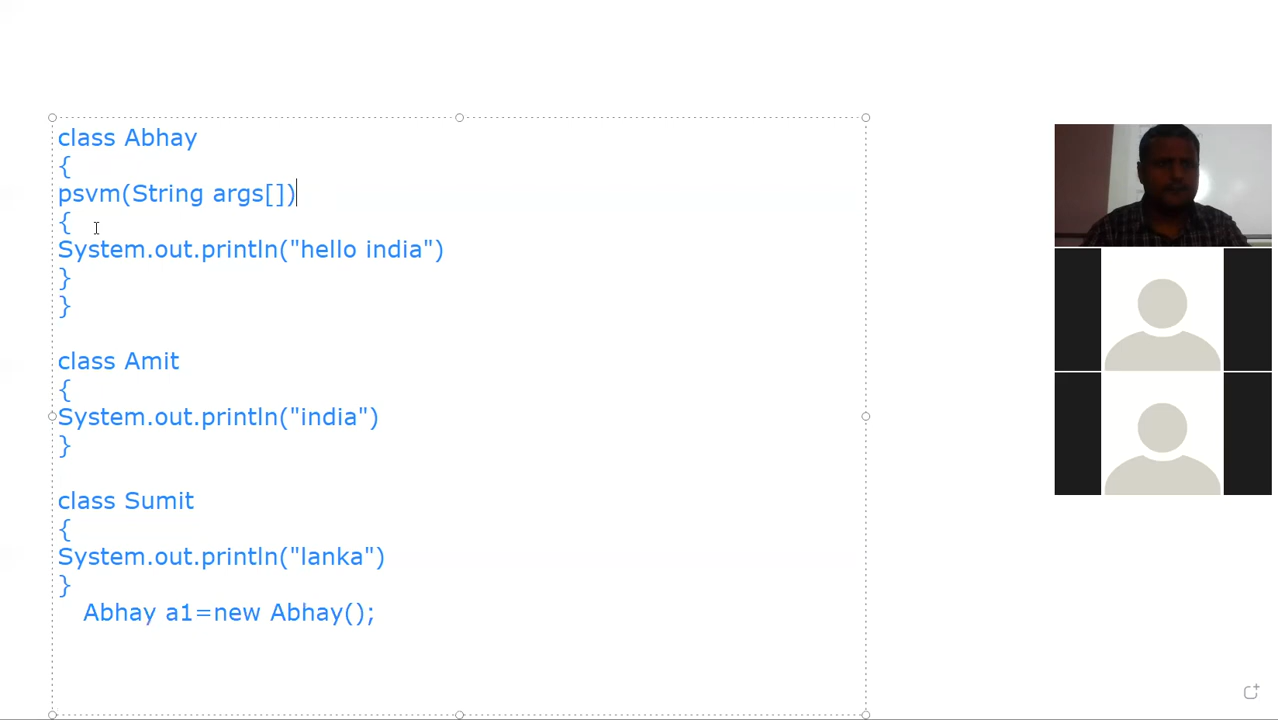 class Abhay
{
psvm(String args[])
{
System.out.println("hello india")
}
}
class Amit
{
System.out.println("india")
}
class Sumit
{
System.out.println("lanka")
}
Abhay a1=new Abhay();